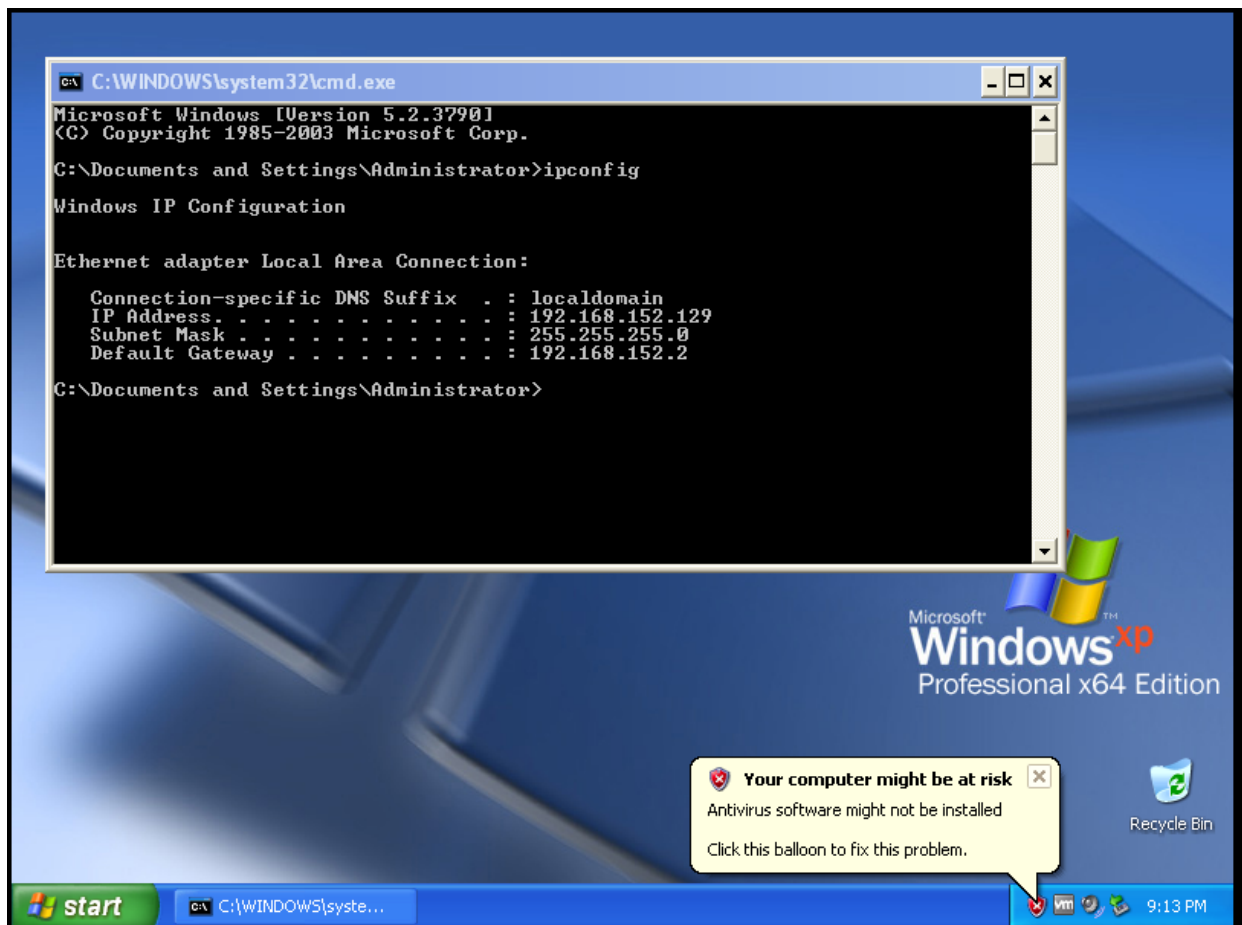 C:\WINDOWS\system32\cmd.exe
Microsoft Windows [Version 5.2.3790]
(C) Copyright 1985-2003 Microsoft Corp.
C:\Documents and Settings\Administrator>ipconfig
Windows IP Configuration
Ethernet adapter Local Area Connection:
Connection-specific DNS Suffix  . : localdomain
IP Address. . . . . . . . . . . . : 192.168.152.129
Subnet Mask . . . . . . . . . . . : 255.255.255.0
Default Gateway . . . . . . . . . : 192.168.152.2
C:\Documents and Settings\Administrator>
Microsoft
Windows xp TM
Professional x64 Edition
Your computer might be at risk
Antivirus software might not be installed
Click this balloon to fix this problem.
Recycle Bin
start
C:\WINDOWS\syste...
vm
9:13 PM